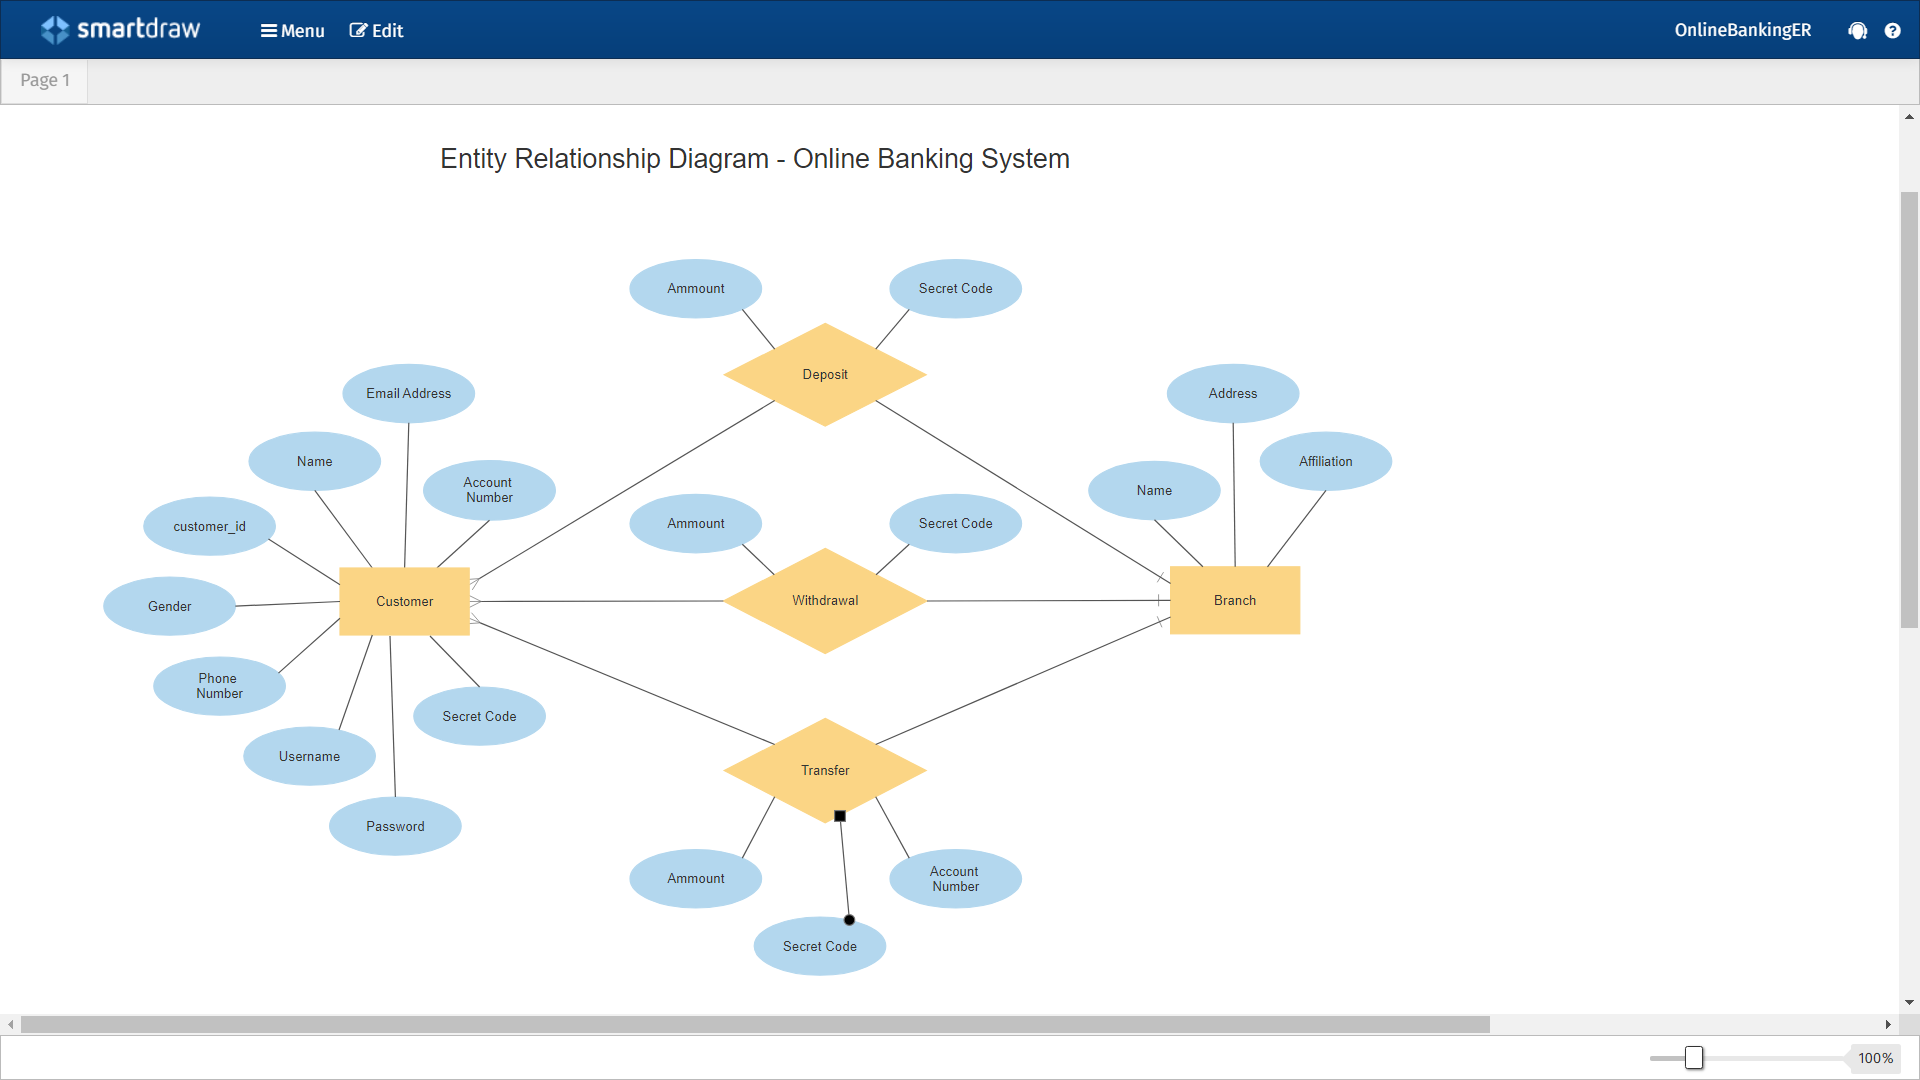 smartdraw
Menu
Edit
OnlineBankingER
Page 1
Entity Relationship Diagram - Online Banking System
Ammount
Secret Code
Deposit
Email Address
Address
Name
Affiliation
Account
Number
Name
customer_id
Ammount
Secret Code
Gender
Customer
Withdrawal
Branch
Phone
Number
Secret Code
Username
Transfer
Password
Ammount
Account
Number
Secret Code
100%